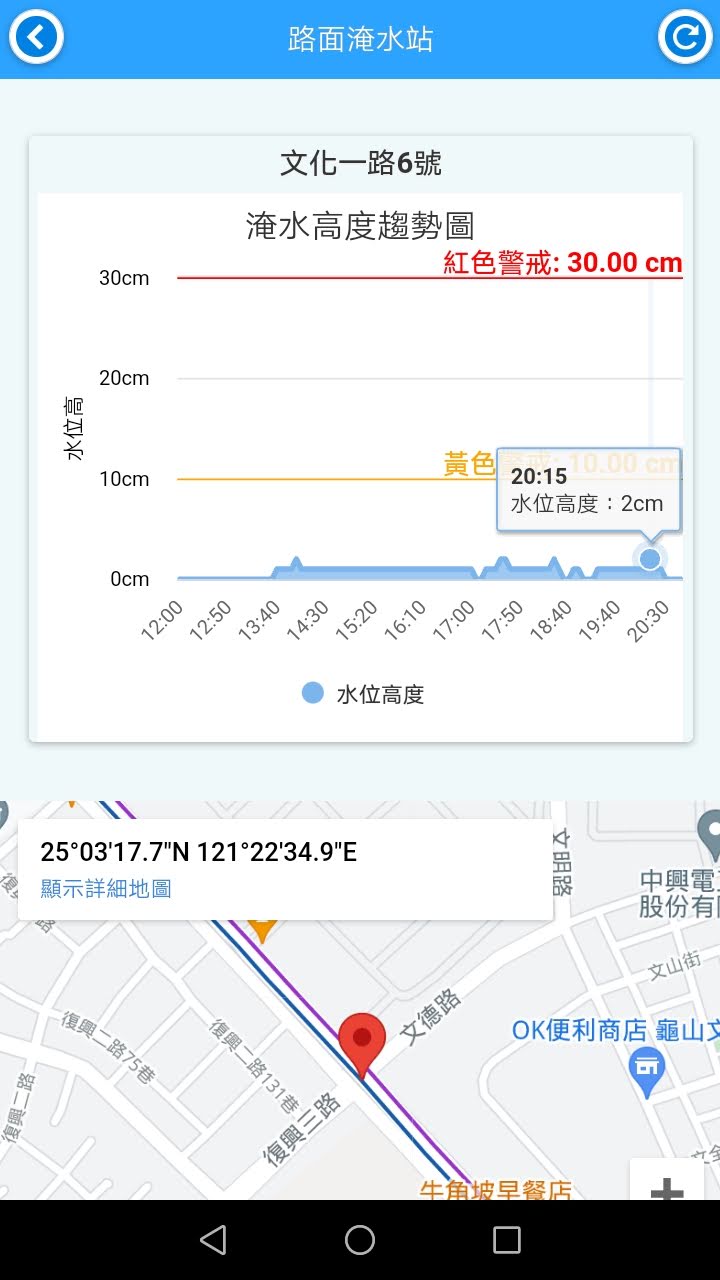 路面淹水站
文化一路6號
淹水高度趨勢圖
紅色警戒: 30.00 cm
30cm
20cm
水位高
黃色警戒: 10.00 cm
10cm
20:15
水位高度：2cm
0cm
12:00
12:50
13:40
14:30
15:20
16:10
17:00
17:50
18:40
19:40
20:30
水位高度
25°03'17.7"N 121°22'34.9"E
顯示詳細地圖
文明路
中興電
股份有
文山街
文德路
OK便利商店 龜山文
復興二路75巷
復興二路131巷
復興二路
復興三路
牛角坡早餐店